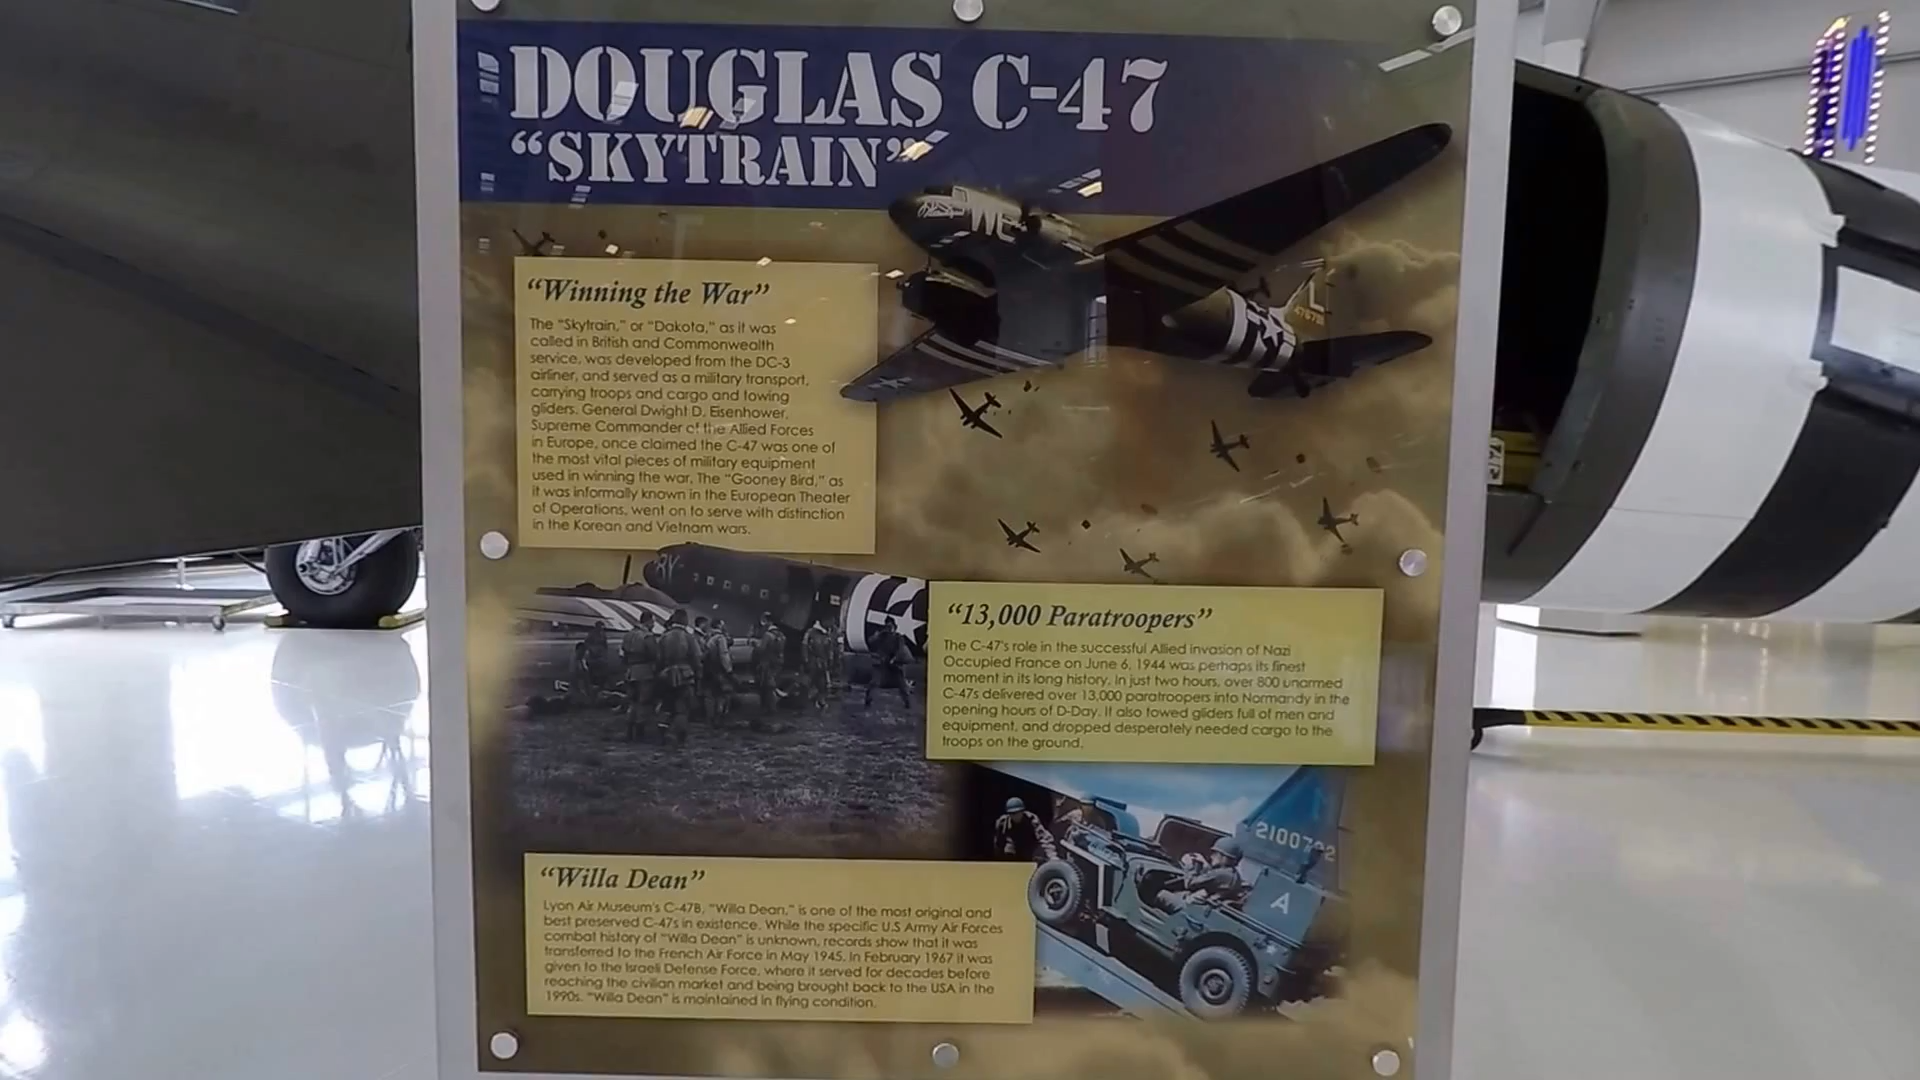 DOUGLAS C-47
“SKYTRAIN”
“Winning the War”
The “Skytrain,” or “Dakota,” as it was
called in British and Commonwealth
service, was developed from the DC-3
airliner, and served as a military transport,
carrying troops and cargo and towing
gliders. General Dwight D. Eisenhower,
Supreme Commander of the Allied Forces
in Europe, once claimed the C-47 was one of
the most vital pieces of military equipment
used in winning the war. The “Gooney Bird,” as
it was informally known in the European Theater
of Operations, went on to serve with distinction
in the Korean and Vietnam wars.
“13,000 Paratroopers”
The C-47's role in the successful Allied invasion of Nazi
Occupied France on June 6, 1944 was perhaps its finest
moment in its long history. In just two hours, over 800 unarmed
C-47s delivered over 13,000 paratroopers into Normandy in the
opening hours of D-Day. It also towed gliders full of men and
equipment, and dropped desperately needed cargo to the
troops on the ground.
2100792
A
“Willa Dean”
Lyon Air Museum's C-47B, “Willa Dean,” is one of the most original and
best preserved C-47s in existence. While the specific U.S Army Air Forces
combat history of “Willa Dean” is unknown, records show that it was
transferred to the French Air Force in May 1945. In February 1967 it was
given to the Israeli Defense Force, where it served for decades before
reaching the civilian market and being brought back to the USA in the
1990s. “Willa Dean” is maintained in flying condition.